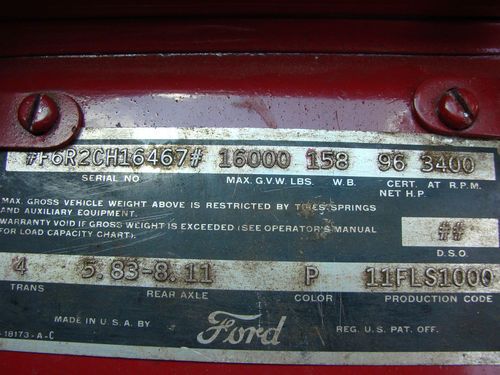 #F6R2CH16467# 16000 158 96 3400
SERIAL NO MAX. G.V.W. LBS. W.B. CERT. AT R.P.M.
NET H.P.
MAX. GROSS VEHICLE WEIGHT ABOVE IS RESTRICTED BY TIRES/SPRINGS
AND AUXILIARY EQUIPMENT.
WARRANTY VOID IF GROSS WEIGHT IS EXCEEDED (SEE OPERATOR'S MANUAL
FOR LOAD CAPACITY CHART).
##
D.S.O.
4 5.83-8.11 P 11FLS1000
TRANS REAR AXLE COLOR PRODUCTION CODE
MADE IN U.S.A. BY Ford REG. U.S. PAT. OFF.
18173-A-C